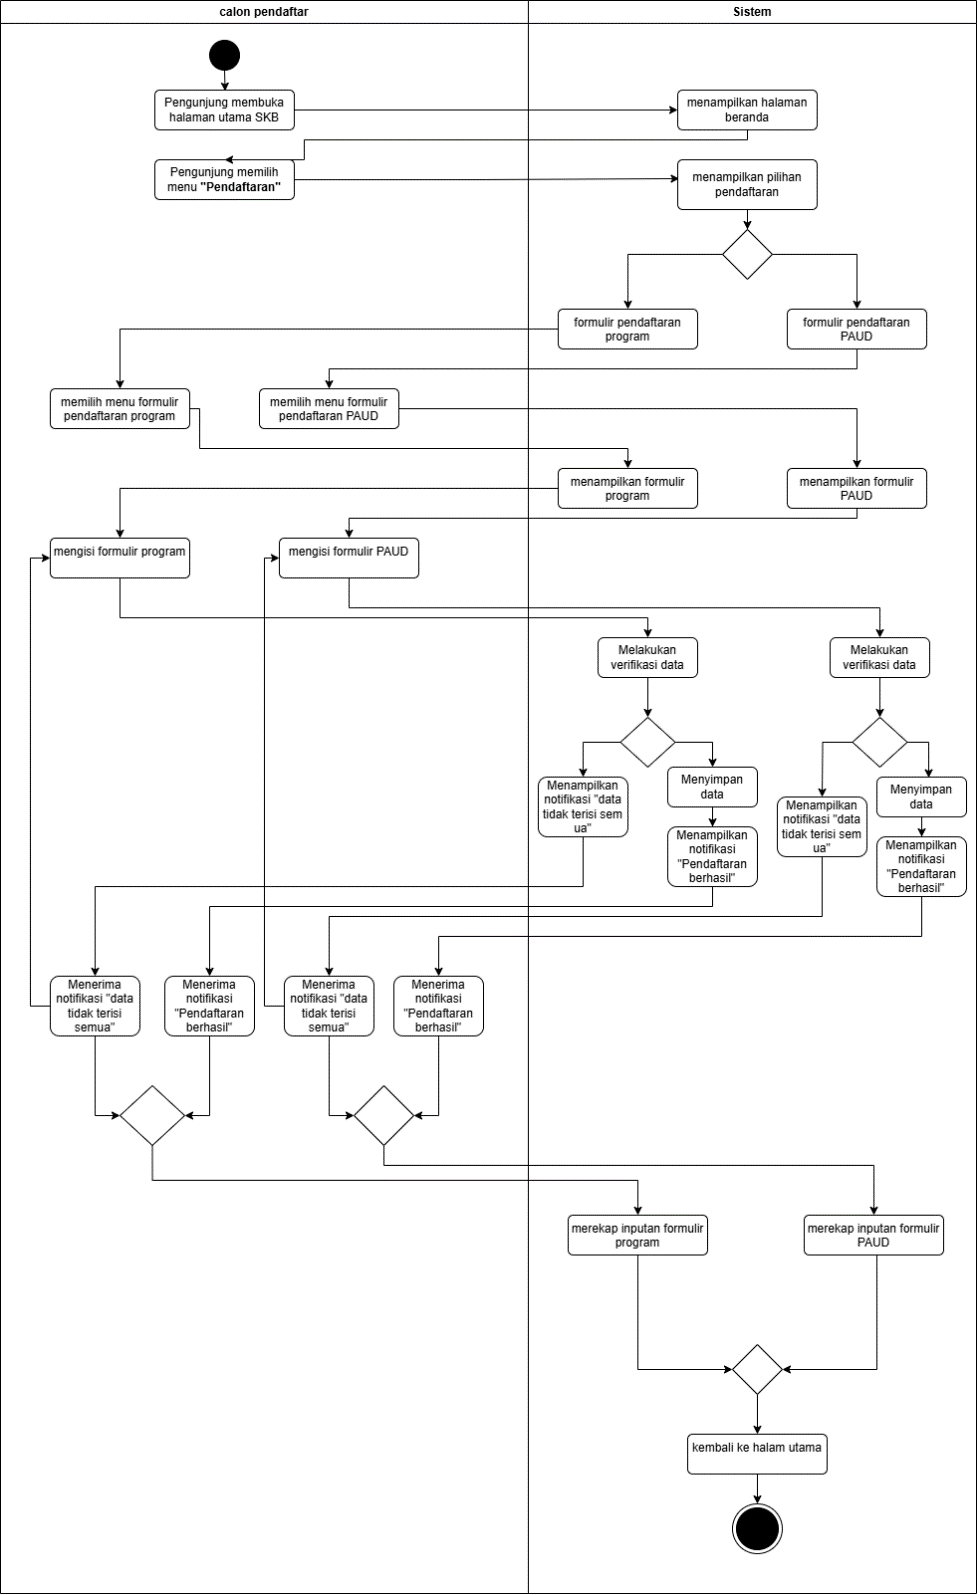 calon pendaftar
Sistem
Pengunjung membuka
halaman utama SKB
menampilkan halaman
beranda
Pengunjung memilih
menu "Pendaftaran"
menampilkan pilihan
pendaftaran
formulir pendaftaran
program
formulir pendaftaran
PAUD
memilih menu formulir
pendaftaran program
memilih menu formulir
pendaftaran PAUD
menampilkan formulir
program
menampilkan formulir
PAUD
mengisi formulir program
mengisi formulir PAUD
Melakukan
verifikasi data
Melakukan
verifikasi data
Menampilkan
notifikasi "data
tidak terisi sem
ua"
Menyimpan
data
Menampilkan
notifikasi
"Pendaftaran
berhasil"
Menampilkan
notifikasi "data
tidak terisi sem
ua"
Menyimpan
data
Menampilkan
notifikasi
"Pendaftaran
berhasil"
Menerima
notifikasi "data
tidak terisi
semua"
Menerima
notifikasi
"Pendaftaran
berhasil"
Menerima
notifikasi "data
tidak terisi
semua"
Menerima
notifikasi
"Pendaftaran
berhasil"
merekap inputan formulir
program
merekap inputan formulir
PAUD
kembali ke halam utama